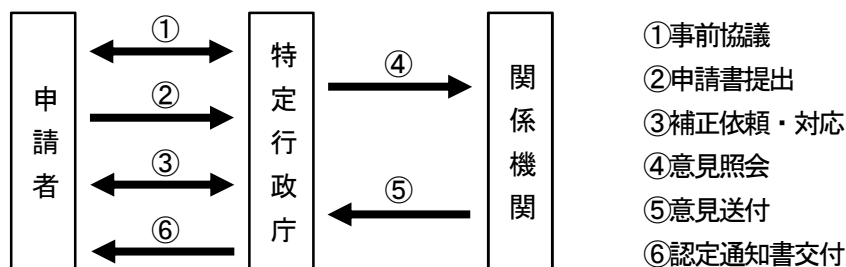 申請者
特定行政庁
関係機関
①
②
③
⑥
④
⑤
①事前協議
②申請書提出
③補正依頼・対応
④意見照会
⑤意見送付
⑥認定通知書交付